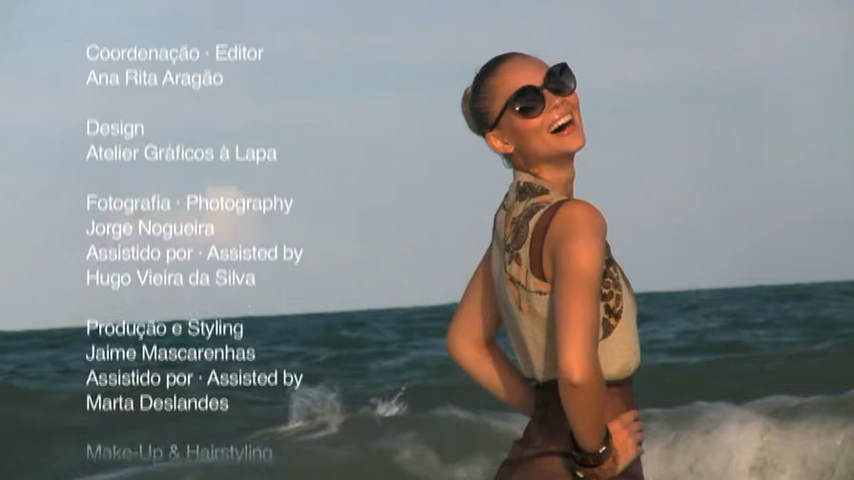 Coordenação · Editor
Ana Rita Aragão
Design
Atelier Gráficos à Lapa
Fotografia · Photography
Jorge Nogueira
Assistido por · Assisted by
Hugo Vieira da Silva
Produção e Styling
Jaime Mascarenhas
Assistido por · Assisted by
Marta Deslandes
Make-Up & Hairstyling